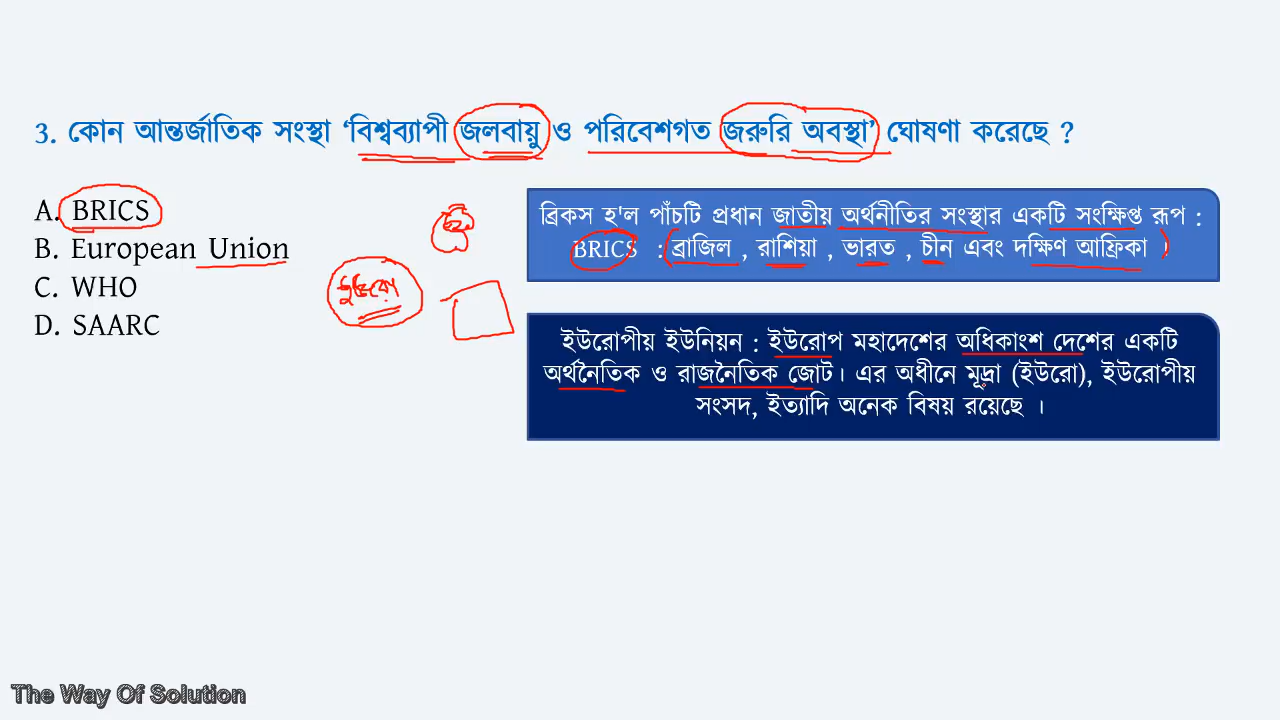 3. কোন আন্তর্জাতিক সংস্থা ‘বিশ্বব্যাপী জলবায়ু ও পরিবেশগত জরুরি অবস্থা’ ঘোষণা করেছে ?
A. BRICS
B. European Union
C. WHO
D. SAARC
ব্রিকস হ'ল পাঁচটি প্রধান জাতীয় অর্থনীতির সংস্থার একটি সংক্ষিপ্ত রূপ :
BRICS : ব্রাজিল , রাশিয়া , ভারত , চীন এবং দক্ষিণ আফ্রিকা ।
ইউরোপীয় ইউনিয়ন : ইউরোপ মহাদেশের অধিকাংশ দেশের একটি
অর্থনৈতিক ও রাজনৈতিক জোট। এর অধীনে মূদ্রা (ইউরো), ইউরোপীয়
সংসদ, ইত্যাদি অনেক বিষয় রয়েছে ।
The Way Of Solution